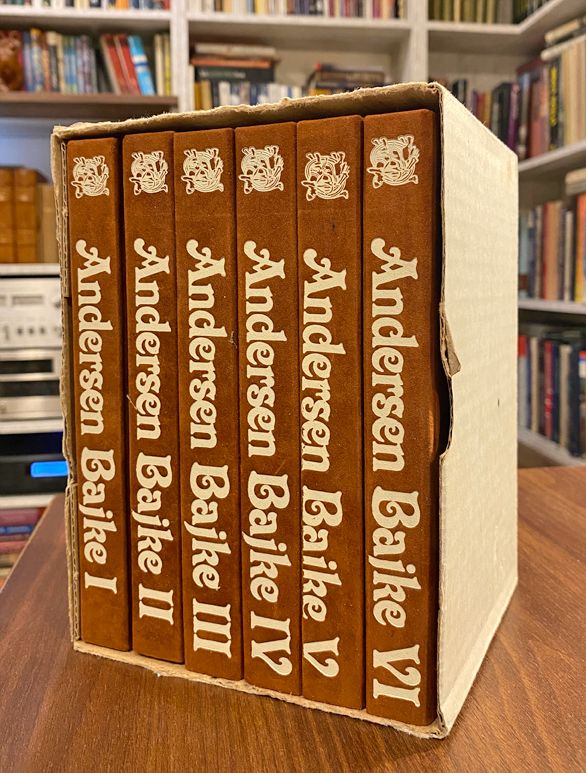 Andersen Bajke I
Andersen Bajke II
Andersen Bajke III
Andersen Bajke IV
Andersen Bajke V
Andersen Bajke VI